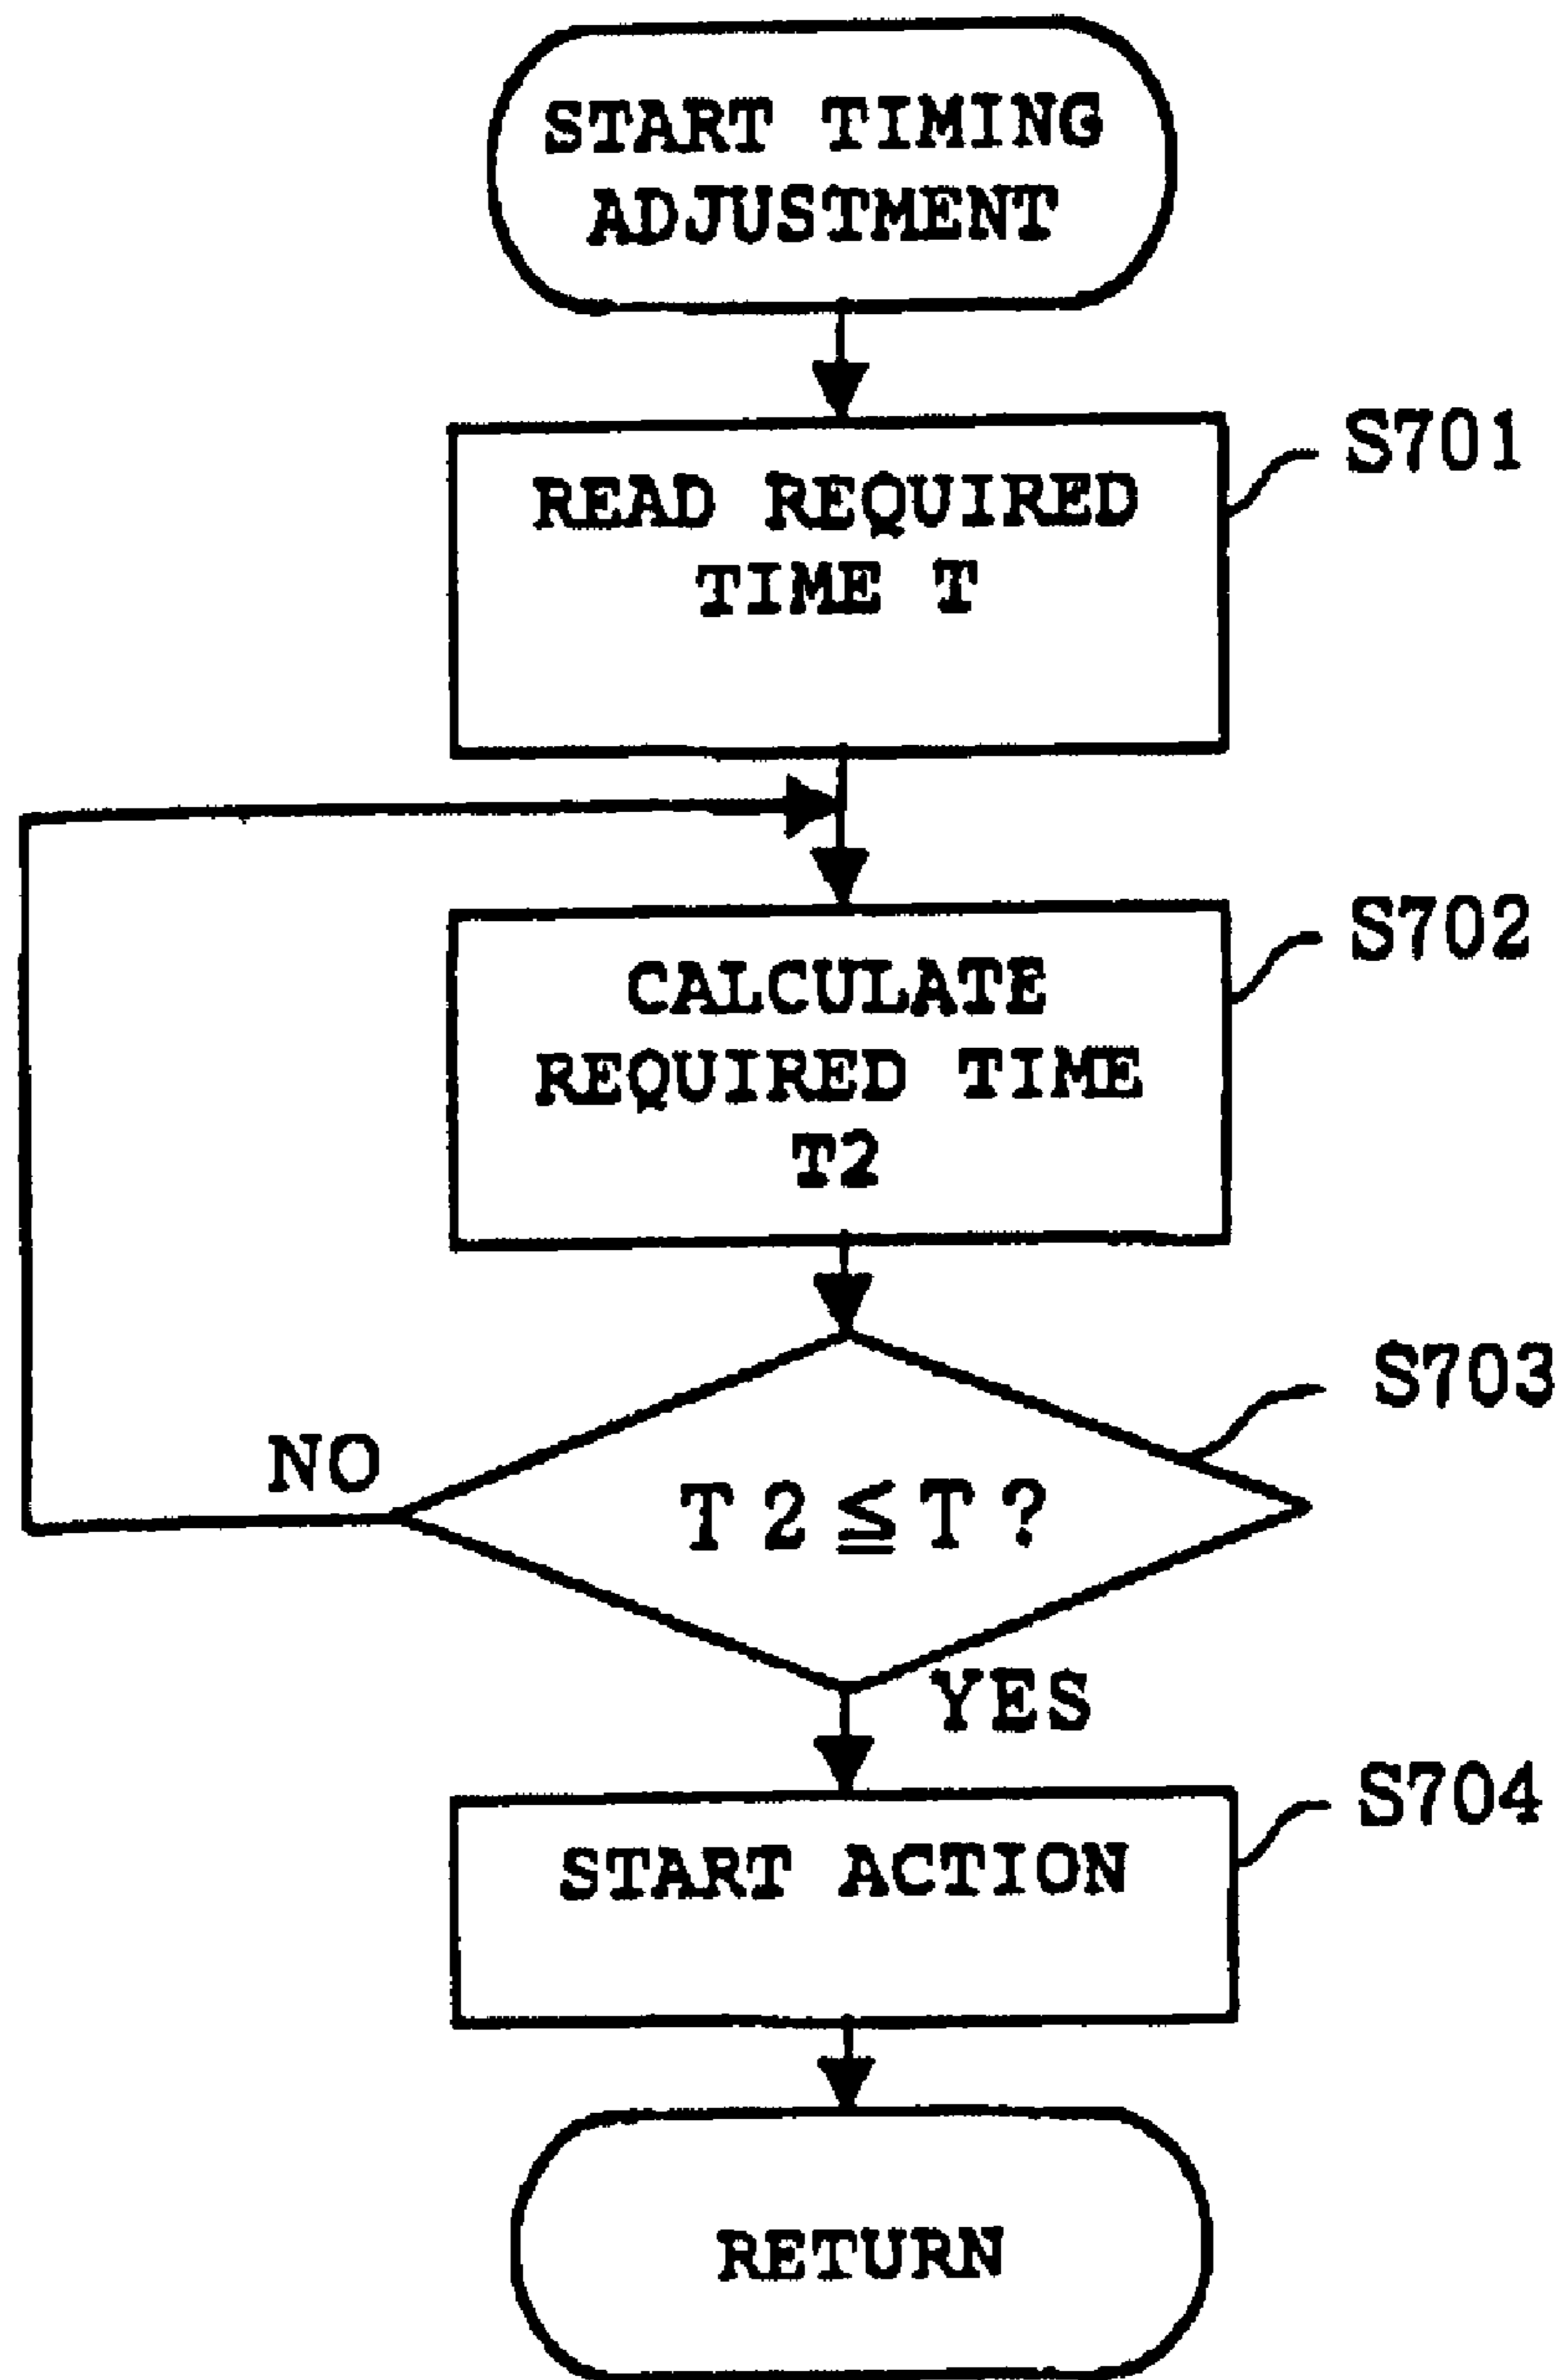 START TIMING
ADJUSTMENT
S701
READ REQUIRED
TIME T
S702
CALCULATE
REQUIRED TIME
T2
S703
NO
T2≦T?
YES
S704
START ACTION
RETURN